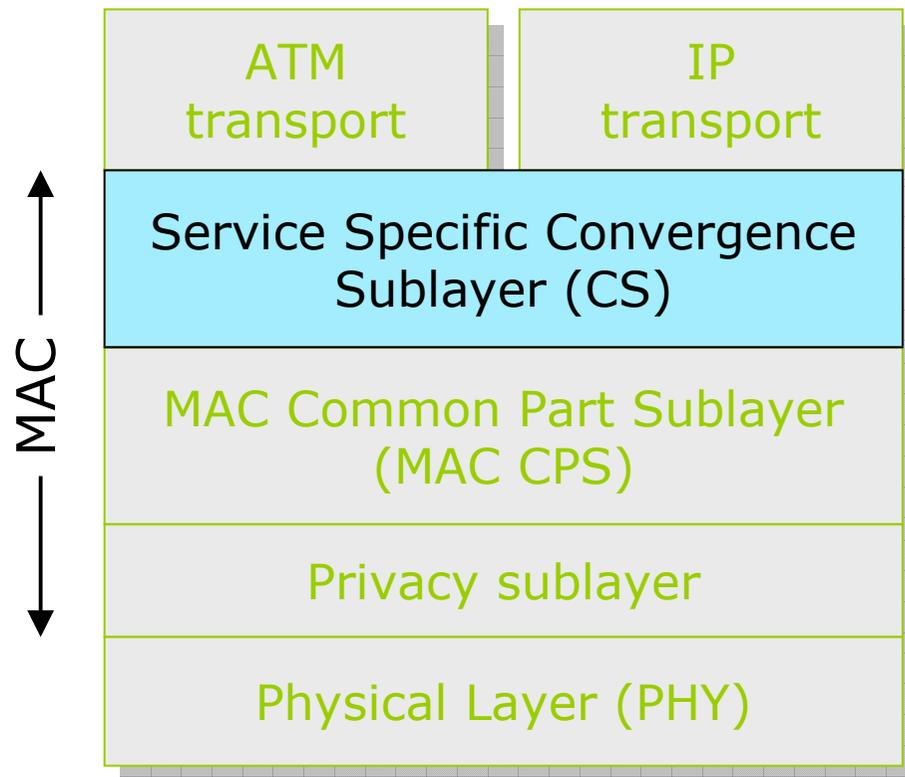 ATM
transport
IP
transport
Service Specific Convergence
Sublayer (CS)
MAC
MAC Common Part Sublayer
(MAC CPS)
Privacy sublayer
Physical Layer (PHY)